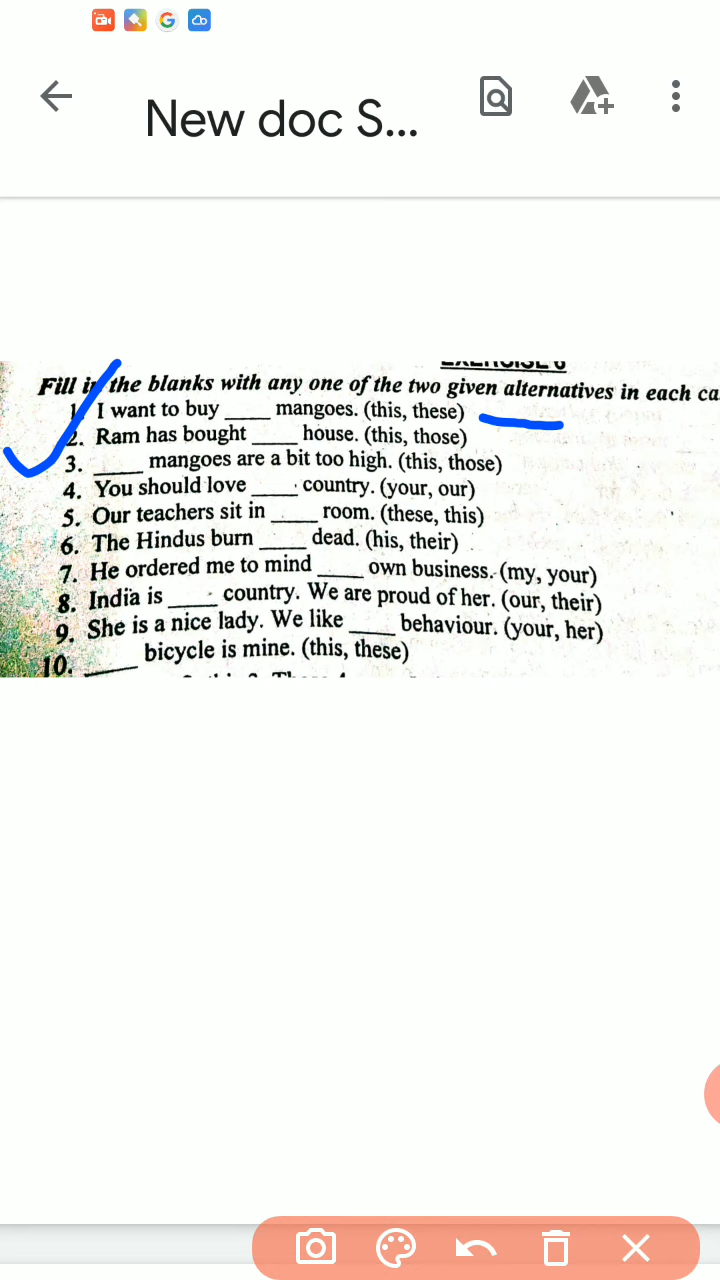 New doc S...
EXERCISE 6
Fill in the blanks with any one of the two given alternatives in each ca
1. I want to buy ____ mangoes. (this, these)
2. Ram has bought ____ house. (this, those)
3. ____ mangoes are a bit too high. (this, those)
4. You should love ____ country. (your, our)
5. Our teachers sit in ____ room. (these, this)
6. The Hindus burn ____ dead. (his, their)
7. He ordered me to mind ____ own business. (my, your)
8. India is ____ country. We are proud of her. (our, their)
9. She is a nice lady. We like ____ behaviour. (your, her)
10. ____ bicycle is mine. (this, these)